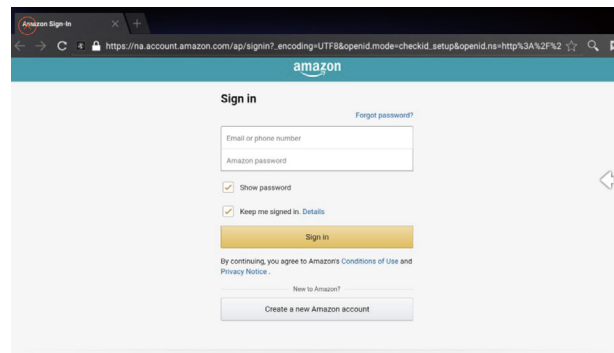 Amazon Sign-In
https://na.account.amazon.com/ap/signin?_encoding=UTF8&openid.mode=checkid_setup&openid.ns=http%3A%2F%2
amazon
Sign in
Forgot password?
Email or phone number
Amazon password
Show password
Keep me signed in. Details
Sign in
By continuing, you agree to Amazon's Conditions of Use and
Privacy Notice .
New to Amazon?
Create a new Amazon account